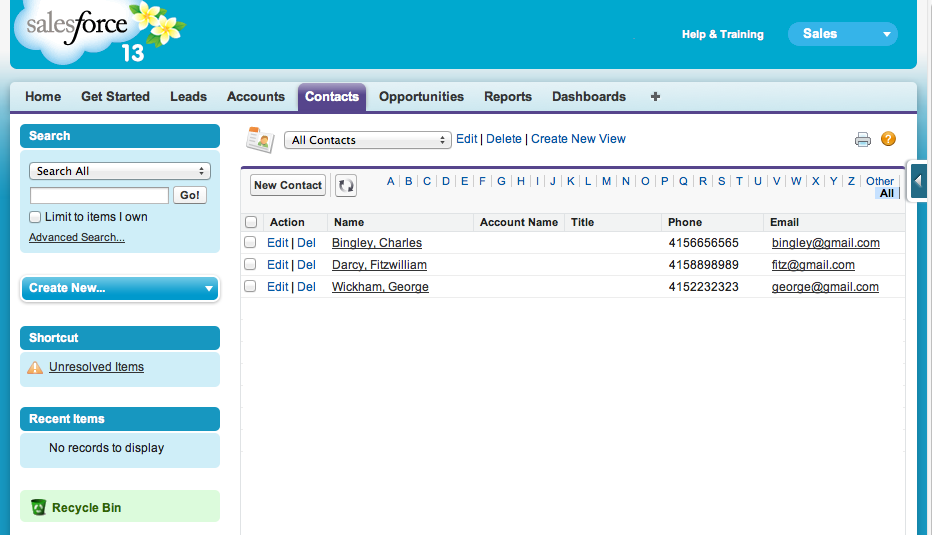 salesforce
13
Help & Training
Sales
Home Get Started Leads Accounts Contacts Opportunities Reports Dashboards +
Search
Search All
Go!
Limit to items I own
Advanced Search...
Create New...
Shortcut
Unresolved Items
Recent Items
No records to display
Recycle Bin
All Contacts Edit | Delete | Create New View
?
New Contact
A | B | C | D | E | F | G | H | I | J | K | L | M | N | O | P | Q | R | S | T | U | V | W | X | Y | Z | Other
All
Action Name Account Name Title Phone Email
Edit | Del Bingley, Charles 4156656565 bingley@gmail.com
Edit | Del Darcy, Fitzwilliam 4158898989 fitz@gmail.com
Edit | Del Wickham, George 4152232323 george@gmail.com